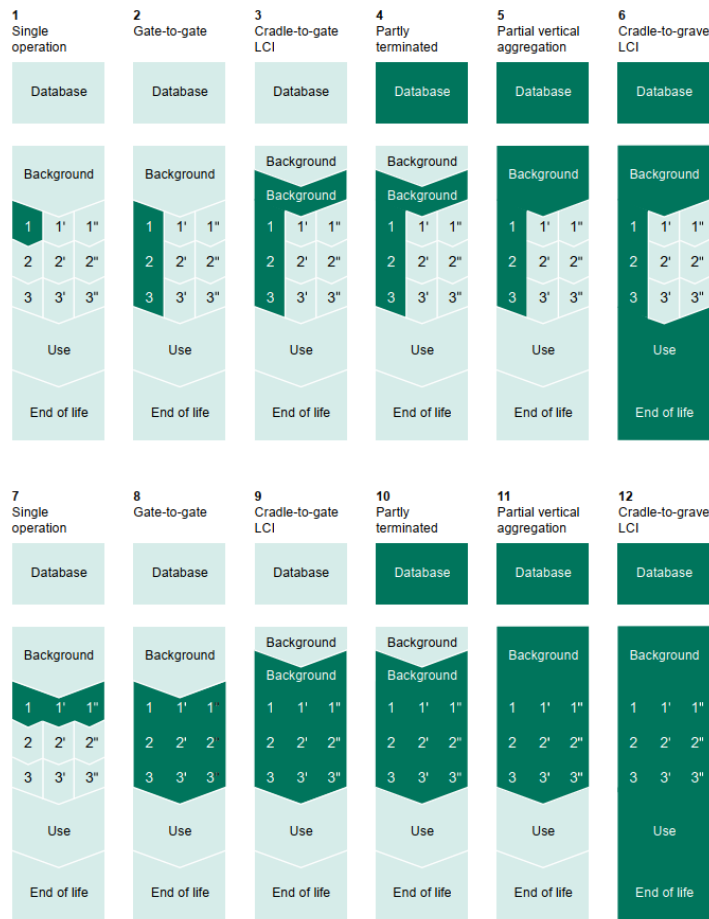 1
Single
operation
2
Gate-to-gate
3
Cradle-to-gate
LCI
4
Partly
terminated
5
Partial vertical
aggregation
6
Cradle-to-grave
LCI
Database Database Database Database Database Database
Background Background Background Background Background Background
Background Background
1 1' 1" 1 1' 1" 1 1' 1" 1 1' 1" 1 1' 1" 1 1' 1"
2 2' 2" 2 2' 2" 2 2' 2" 2 2' 2" 2 2' 2" 2 2' 2"
3 3' 3" 3 3' 3" 3 3' 3" 3 3' 3" 3 3' 3" 3 3' 3"
Use Use Use Use Use Use
End of life End of life End of life End of life End of life End of life
7
Single
operation
8
Gate-to-gate
9
Cradle-to-gate
LCI
10
Partly
terminated
11
Partial vertical
aggregation
12
Cradle-to-grave
LCI
Database Database Database Database Database Database
Background Background Background Background Background Background
Background Background
1 1' 1" 1 1' 1" 1 1' 1" 1 1' 1" 1 1' 1" 1 1' 1"
2 2' 2" 2 2' 2" 2 2' 2" 2 2' 2" 2 2' 2" 2 2' 2"
3 3' 3" 3 3' 3" 3 3' 3" 3 3' 3" 3 3' 3" 3 3' 3"
Use Use Use Use Use Use
End of life End of life End of life End of life End of life End of life